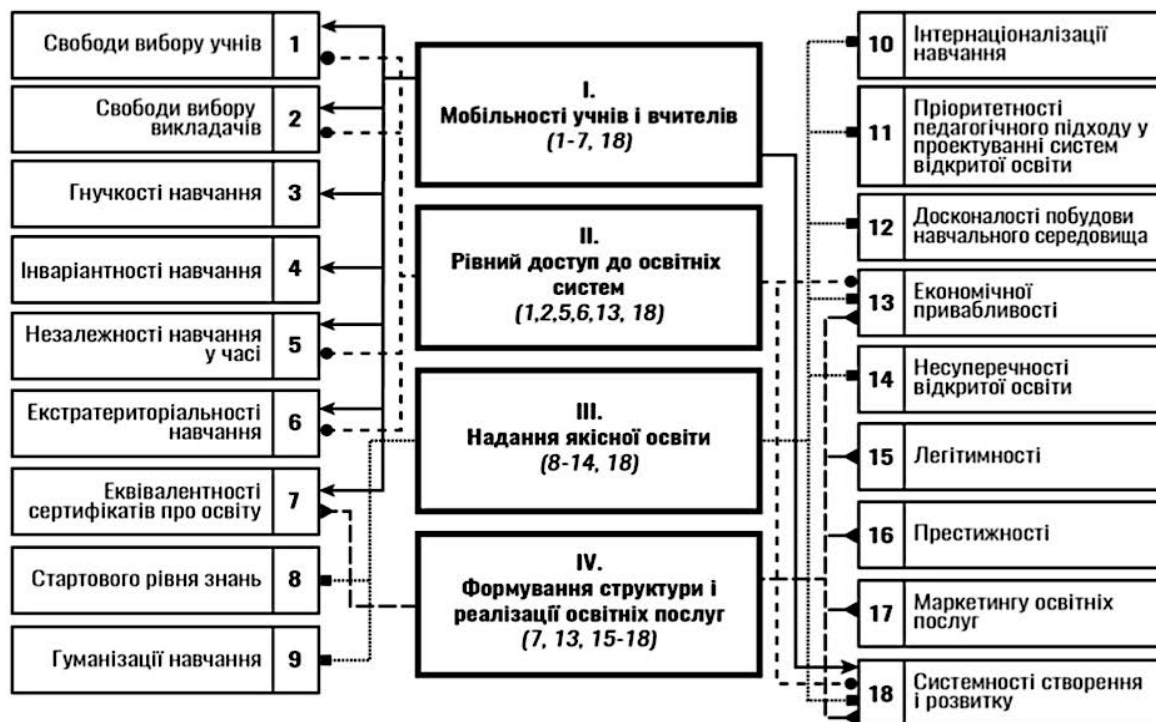 Свободи вибору учнів
1
Свободи вибору
викладачів
2
Гнучкості навчання
3
Інваріантності навчання
4
Незалежності навчання
у часі
5
Екстратериторіальності
навчання
6
Еквівалентності
сертифікатів про освіту
7
Стартового рівня знань
8
Гуманізації навчання
9
I.
Мобільності учнів і вчителів
(1-7, 18)
II.
Рівний доступ до освітніх
систем
(1,2,5,6,13, 18)
III.
Надання якісної освіти
(8-14, 18)
IV.
Формування структури і
реалізації освітніх послуг
(7, 13, 15-18)
10
Інтернаціоналізації
навчання
11
Пріоритетності
педагогічного підходу у
проектуванні систем
відкритої освіти
12
Досконалості побудови
навчального середовища
13
Економічної
привабливості
14
Несуперечності
відкритої освіти
15
Легітимності
16
Престижності
17
Маркетингу освітніх
послуг
18
Системності створення
і розвитку